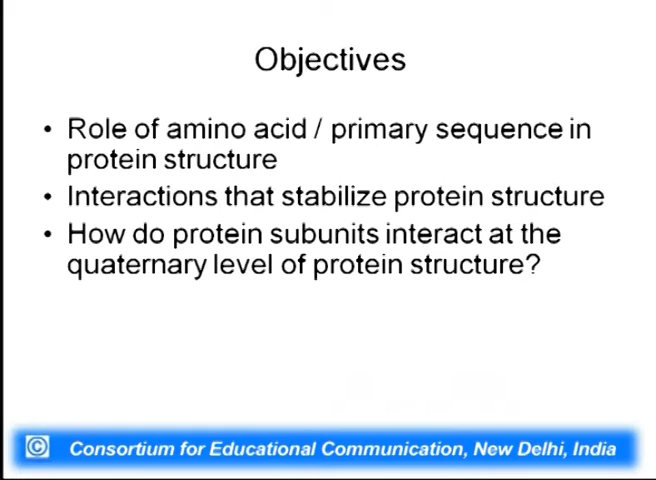 Objectives
• Role of amino acid / primary sequence in
protein structure
• Interactions that stabilize protein structure
• How do protein subunits interact at the
quaternary level of protein structure?
© Consortium for Educational Communication, New Delhi, India